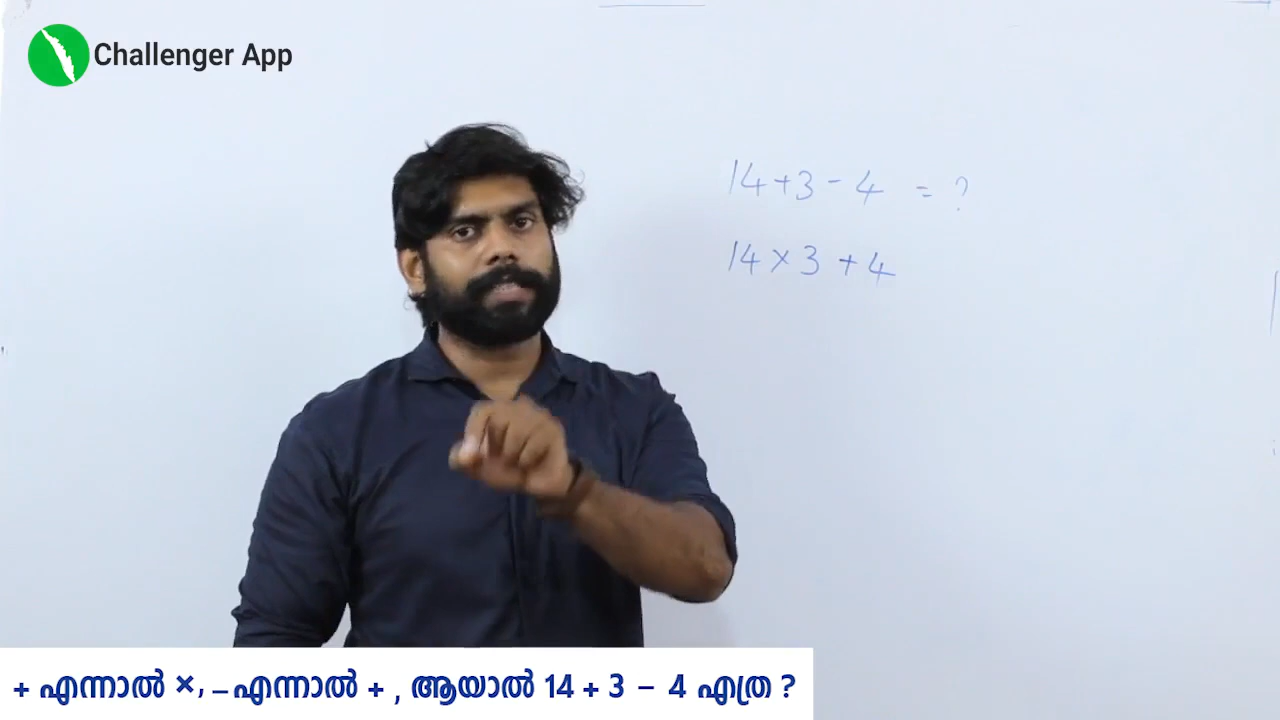 Challenger App
14+3-4 = ?
14×3+4
+ എന്നാൽ ×, – എന്നാൽ + , ആയാൽ 14 + 3 – 4 എത്ര ?